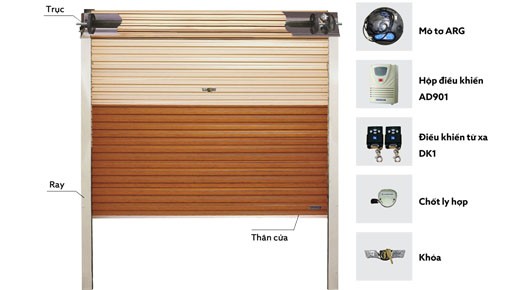 Trục
Ray
Thân cửa
Mô tơ ARG
Hộp điều khiển
AD901
Điều khiển từ xa
DK1
Chốt ly hợp
Khóa